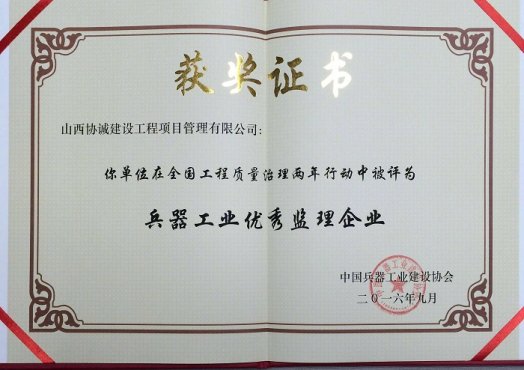 获奖证书
山西协诚建设工程项目管理有限公司:
你单位在全国工程质量治理两年行动中被评为
兵器工业优秀监理企业
中国兵器工业建设协会
二〇一六年九月